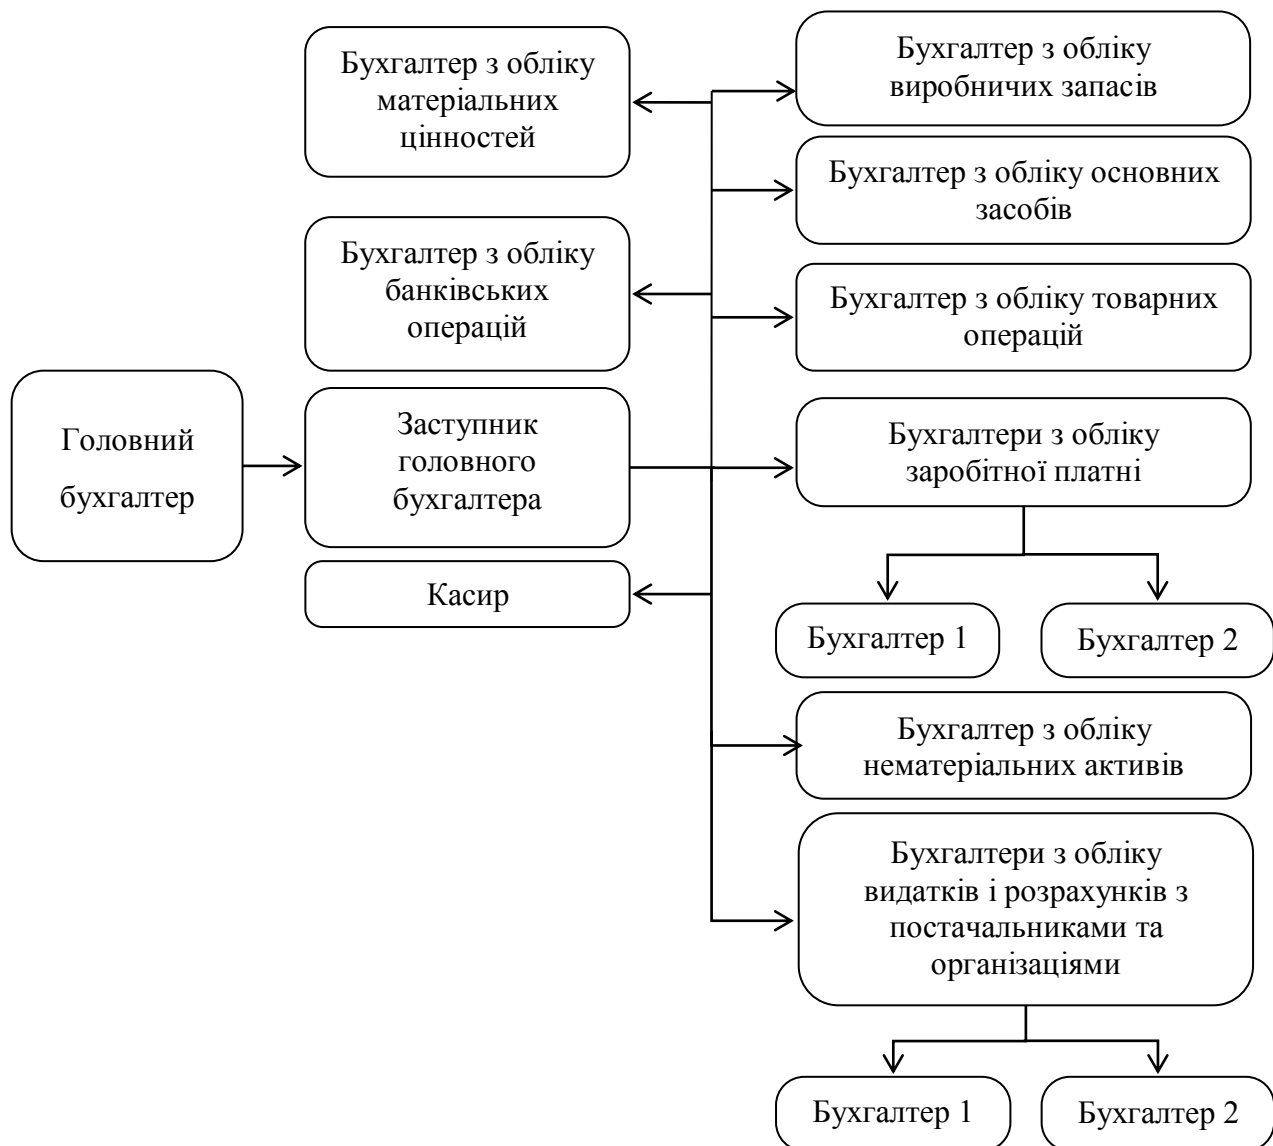 Бухгалтер з обліку
матеріальних
цінностей
Бухгалтер з обліку
виробничих запасів
Бухгалтер з обліку основних
засобів
Бухгалтер з обліку
банківських
операцій
Бухгалтер з обліку товарних
операцій
Головний
бухгалтер
Заступник
головного
бухгалтера
Бухгалтери з обліку
заробітної платні
Касир
Бухгалтер 1
Бухгалтер 2
Бухгалтер з обліку
нематеріальних активів
Бухгалтери з обліку
видатків і розрахунків з
постачальниками та
організаціями
Бухгалтер 1
Бухгалтер 2